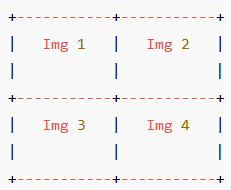 +-----------+-----------+
|   Img 1   |   Img 2   |
|           |           |
+-----------+-----------+
|   Img 3   |   Img 4   |
|           |           |
+-----------+-----------+